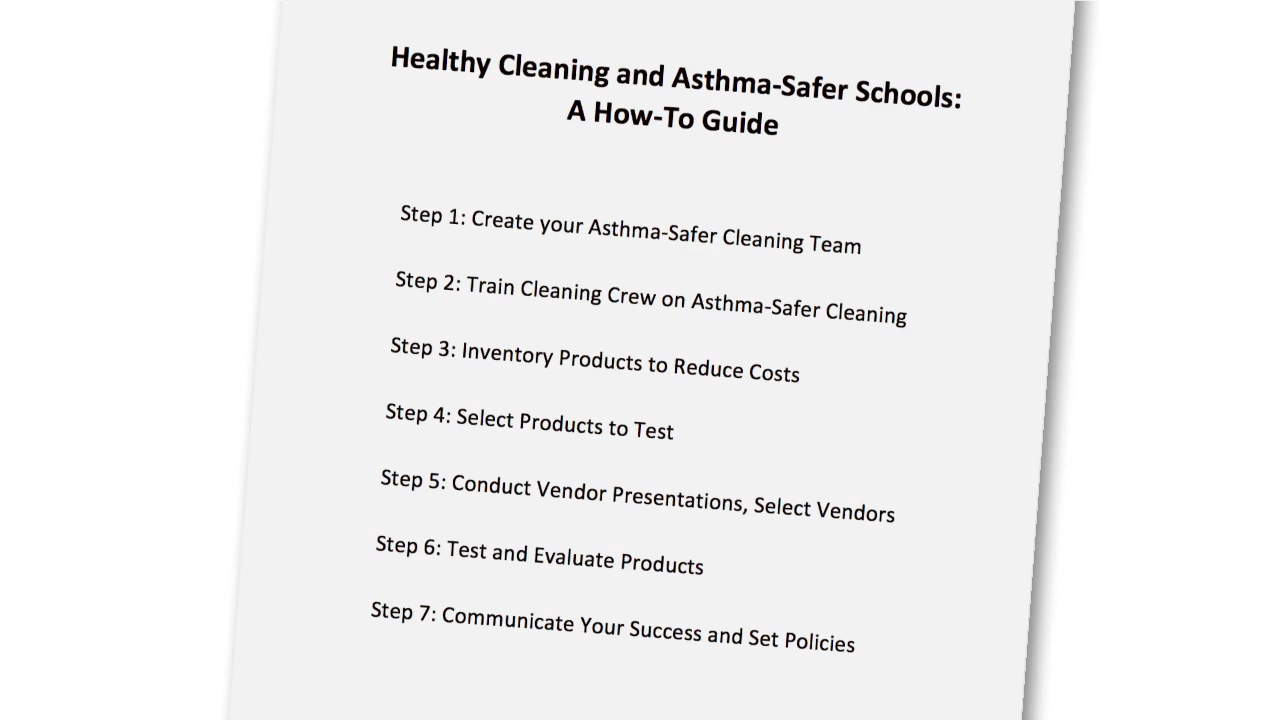 Healthy Cleaning and Asthma-Safer Schools:
A How-To Guide
Step 1: Create your Asthma-Safer Cleaning Team
Step 2: Train Cleaning Crew on Asthma-Safer Cleaning
Step 3: Inventory Products to Reduce Costs
Step 4: Select Products to Test
Step 5: Conduct Vendor Presentations, Select Vendors
Step 6: Test and Evaluate Products
Step 7: Communicate Your Success and Set Policies